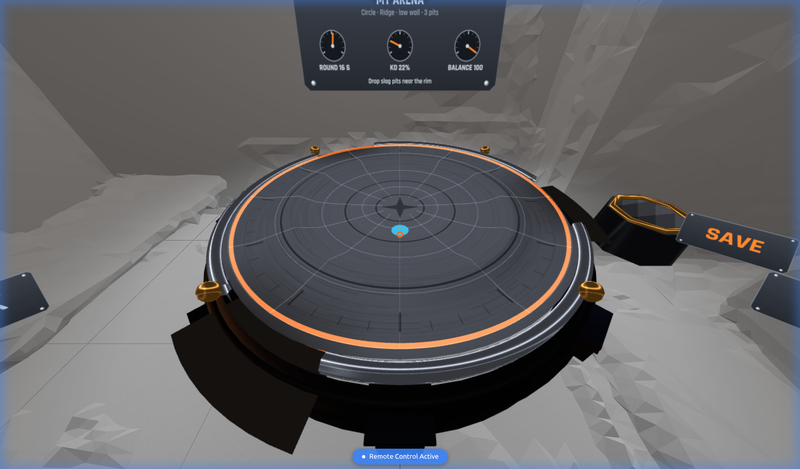 MY ARENA
Circle · Ridge · low wall · 3 pits
ROUND 16 S
KO 22%
BALANCE 100
Drop slag pits near the rim
SAVE
Remote Control Active